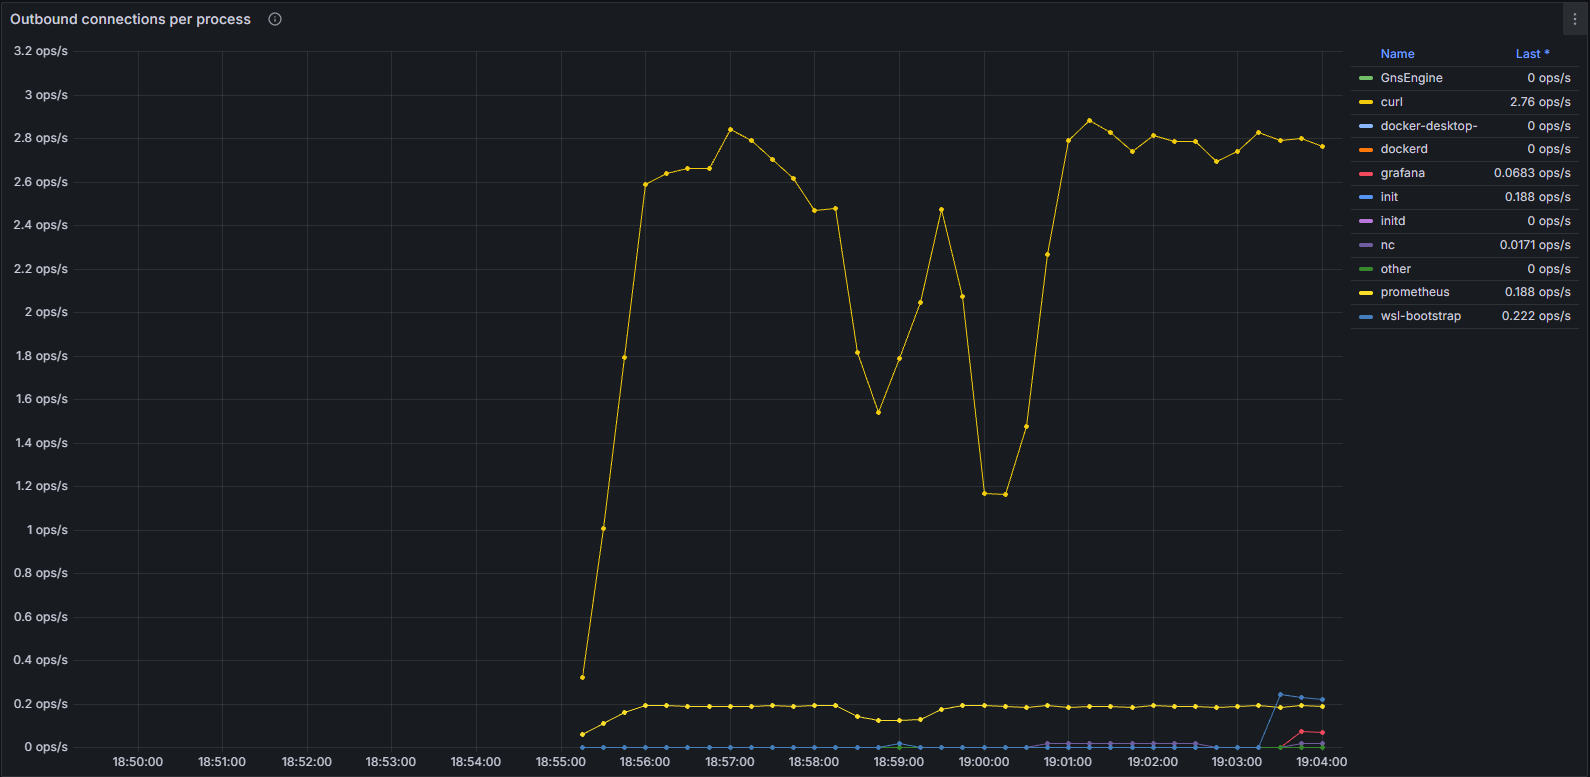 Outbound connections per process
3.2 ops/s
3 ops/s
2.8 ops/s
2.6 ops/s
2.4 ops/s
2.2 ops/s
2 ops/s
1.8 ops/s
1.6 ops/s
1.4 ops/s
1.2 ops/s
1 ops/s
0.8 ops/s
0.6 ops/s
0.4 ops/s
0.2 ops/s
0 ops/s
18:50:00 18:51:00 18:52:00 18:53:00 18:54:00 18:55:00 18:56:00 18:57:00 18:58:00 18:59:00 19:00:00 19:01:00 19:02:00 19:03:00 19:04:00
Name Last *
GnsEngine 0 ops/s
curl 2.76 ops/s
docker-desktop- 0 ops/s
dockerd 0 ops/s
grafana 0.0683 ops/s
init 0.188 ops/s
initd 0 ops/s
nc 0.0171 ops/s
other 0 ops/s
prometheus 0.188 ops/s
wsl-bootstrap 0.222 ops/s